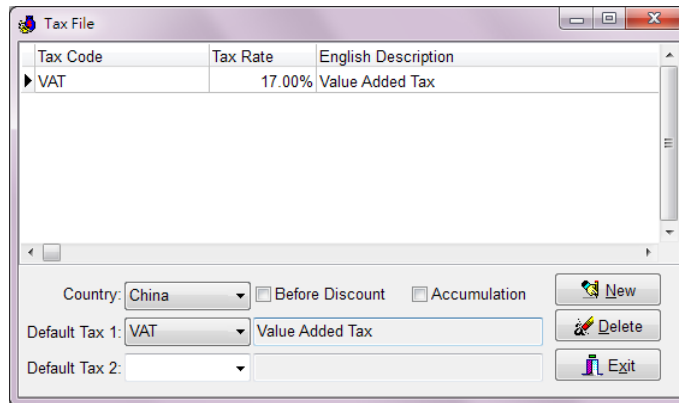 Tax File
Tax Code Tax Rate English Description
VAT 17.00% Value Added Tax
Country: China Before Discount Accumulation New
Default Tax 1: VAT Value Added Tax Delete
Default Tax 2: Exit